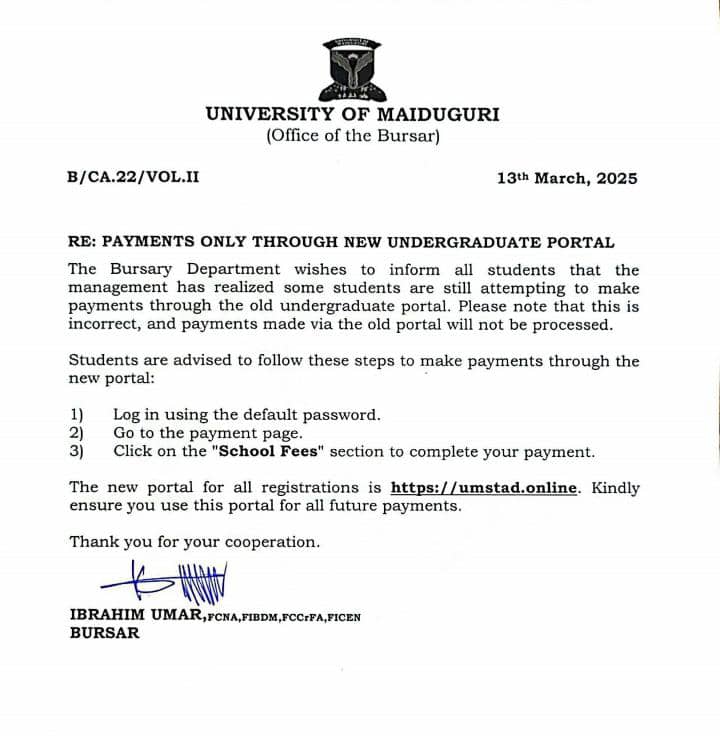 UNIVERSITY OF MAIDUGURI
(Office of the Bursar)
B/CA.22/VOL.II 13th March, 2025
RE: PAYMENTS ONLY THROUGH NEW UNDERGRADUATE PORTAL
The Bursary Department wishes to inform all students that the
management has realized some students are still attempting to make
payments through the old undergraduate portal. Please note that this is
incorrect, and payments made via the old portal will not be processed.
Students are advised to follow these steps to make payments through the
new portal:
1) Log in using the default password.
2) Go to the payment page.
3) Click on the "School Fees" section to complete your payment.
The new portal for all registrations is https://umstad.online. Kindly
ensure you use this portal for all future payments.
Thank you for your cooperation.
IBRAHIM UMAR,FCNA,FIBDM,FCCrFA,FICEN
BURSAR